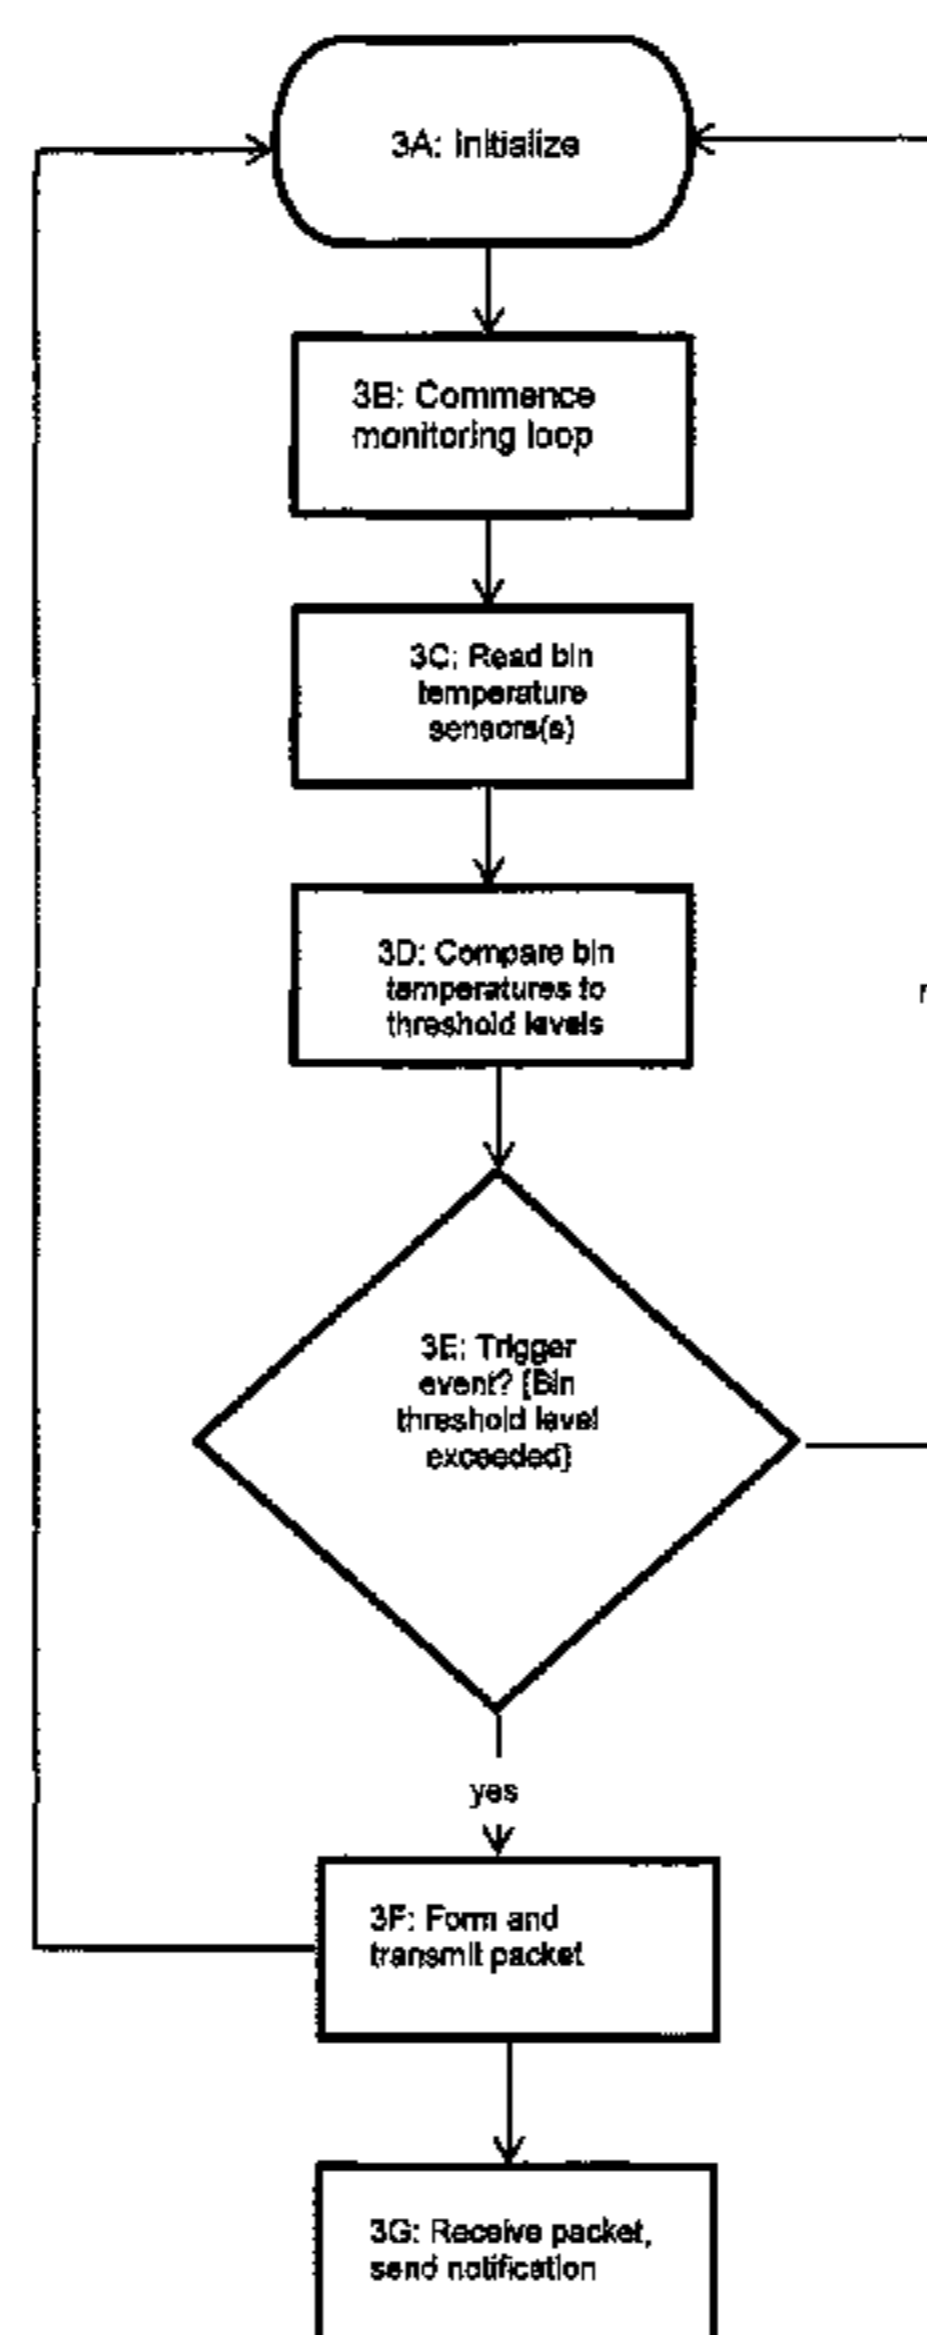 3A: Initialize
3B: Commence
monitoring loop
3C: Read bin
temperature
sensors(s)
3D: Compare bin
temperatures to
threshold levels
3E: Trigger
event? [Bin
threshold level
exceeded]
yes
3F: Form and
transmit packet
3G: Receive packet,
send notification